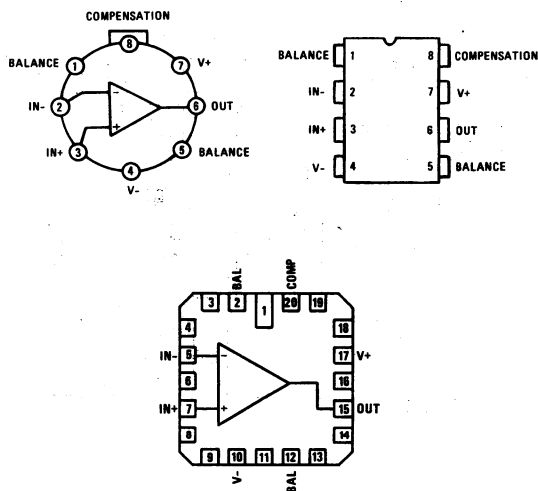 COMPENSATION
8
BALANCE 1 7 V+
IN- 2 - 6 OUT
+
IN+ 3 5 BALANCE
4
V-
BALANCE 1 8 COMPENSATION
IN- 2 7 V+
IN+ 3 6 OUT
V- 4 5 BALANCE
BAL COMP
3 2 1 20 19
4 18
IN- 5 - 17 V+
6 16
IN+ 7 + 15 OUT
8 14
9 10 11 12 13
V- BAL